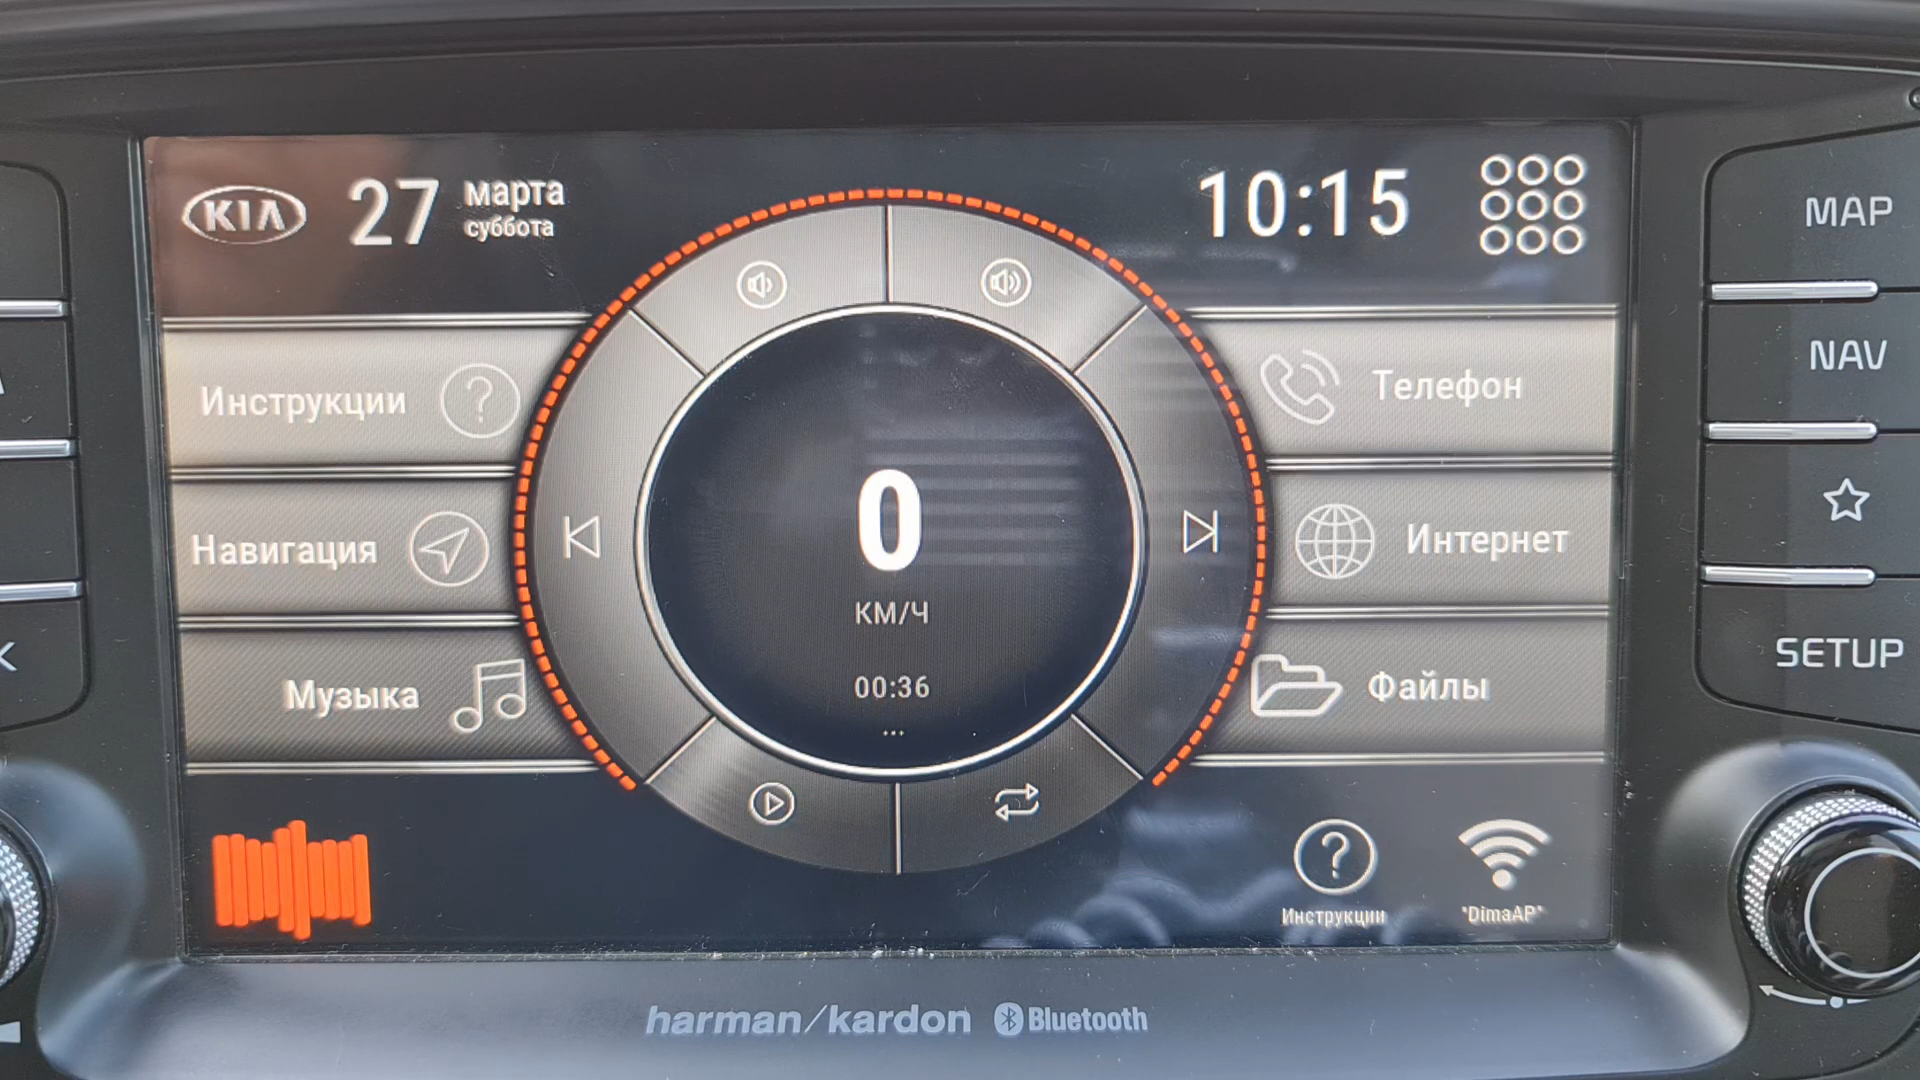 KIA
27
марта
суббота
10:15
MAP
NAV
SETUP
Инструкции
Навигация
Музыка
0
КМ/Ч
00:36
...
Телефон
Интернет
Файлы
Инструкции
"DimaAP"
harman/kardon
Bluetooth